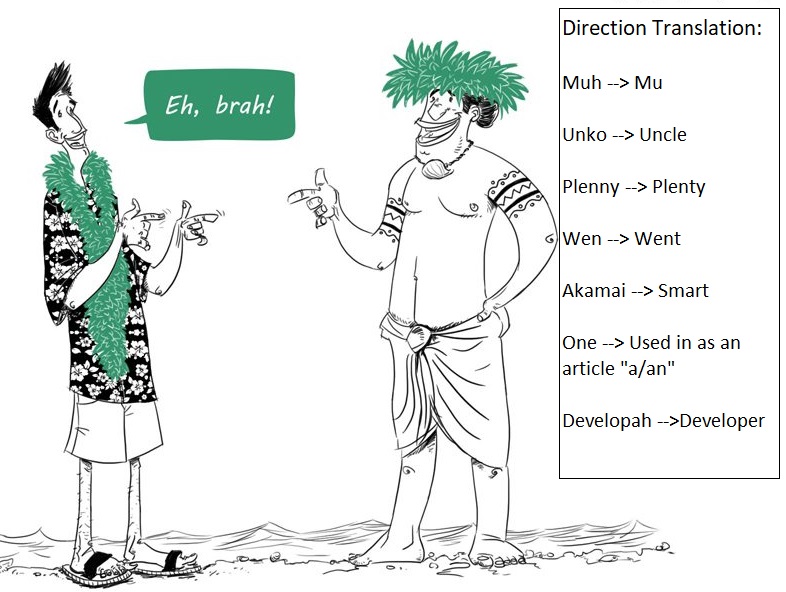 Eh, brah!
Direction Translation:
Muh --> Mu
Unko --> Uncle
Plenny --> Plenty
Wen --> Went
Akamai --> Smart
One --> Used in as an
article "a/an"
Developah -->Developer